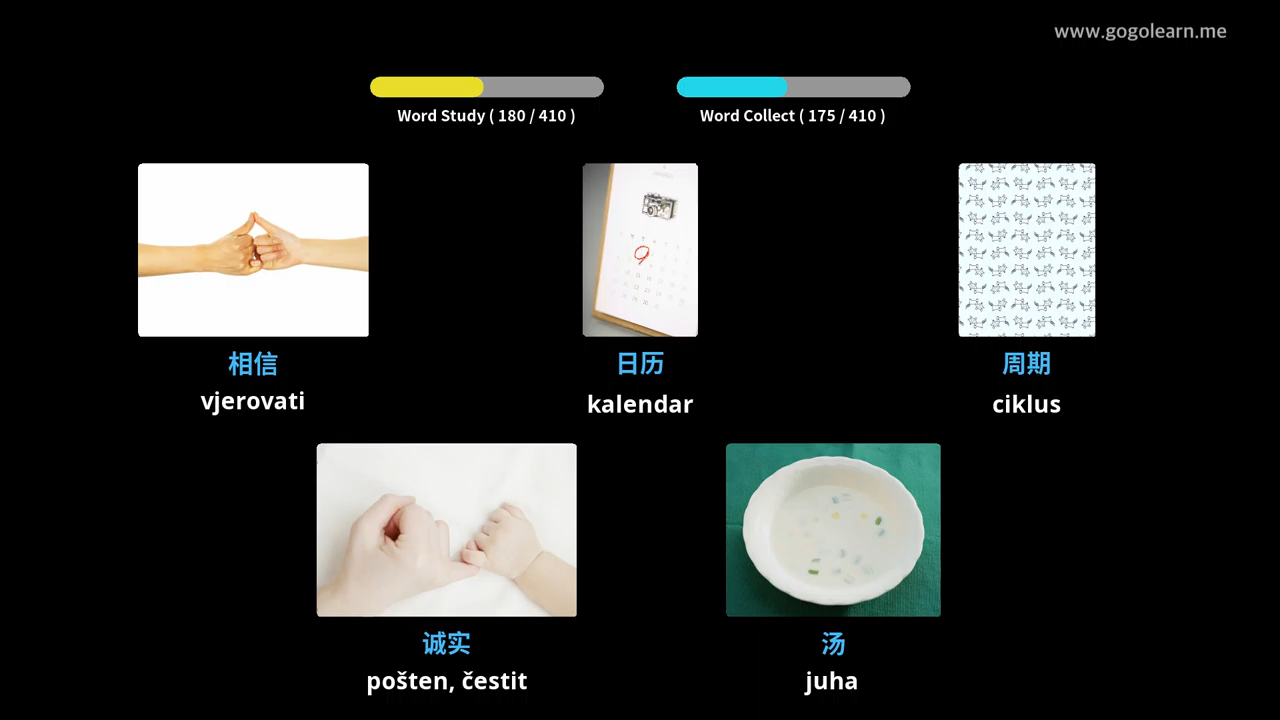 www.gogolearn.me
Word Study ( 180 / 410 )
Word Collect ( 175 / 410 )
相信
vjerovati
日历
kalendar
周期
ciklus
诚实
pošten, čestit
汤
juha